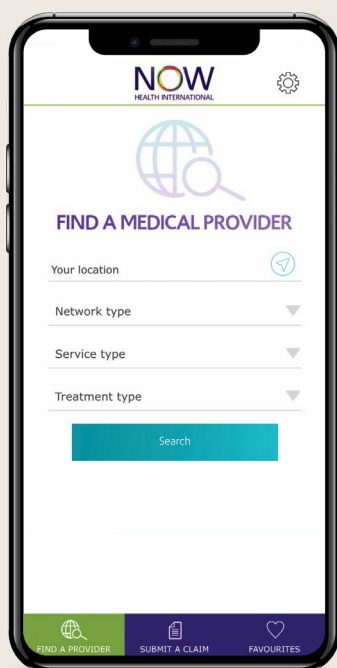 NOW
HEALTH INTERNATIONAL
FIND A MEDICAL PROVIDER
Your location
Network type
Service type
Treatment type
Search
FIND A PROVIDER
SUBMIT A CLAIM
FAVOURITES